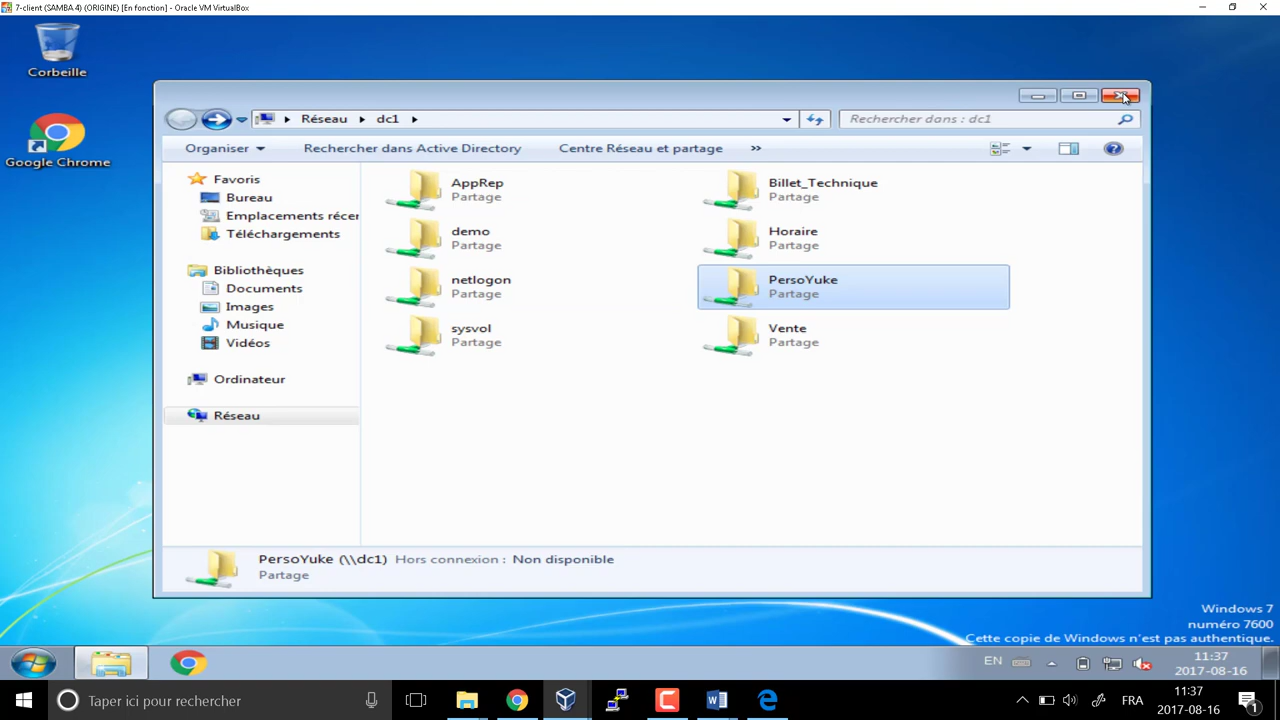 7-client (SAMBA 4) (ORIGINE) [En fonction] - Oracle VM VirtualBox
Corbeille
Google Chrome
Réseau
dc1
Rechercher dans : dc1
Organiser
Rechercher dans Active Directory
Centre Réseau et partage
»
Favoris
Bureau
Emplacements récer
Téléchargements
Bibliothèques
Documents
Images
Musique
Vidéos
Ordinateur
Réseau
AppRep
Partage
Billet_Technique
Partage
demo
Partage
Horaire
Partage
netlogon
Partage
PersoYuke
Partage
sysvol
Partage
Vente
Partage
PersoYuke (\\dc1) Hors connexion : Non disponible
Partage
Windows 7
numéro 7600
Cette copie de Windows n'est pas authentique.
EN
11:37
2017-08-16
Taper ici pour rechercher
FRA
11:37
2017-08-16
1